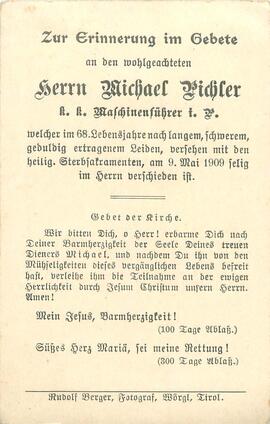 Zur Erinnerung im Gebete
an den wohlgeachteten
Herrn Michael Pichler
k. k. Maschinenführer i. P.
welcher im 68. Lebensjahre nach langem, schwerem,
geduldig ertragenem Leiden, versehen mit den
heilig. Sterbsakramenten, am 9. Mai 1909 selig
im Herrn verschieden ist.
Gebet der Kirche.
Wir bitten Dich, o Herr! erbarme Dich nach
Deiner Barmherzigkeit der Seele Deines treuen
Dieners Michael, und nachdem Du ihn von den
Mühseligkeiten dieses vergänglichen Lebens befreit
hast, verleihe ihm die Teilnahme an der ewigen
Herrlichkeit durch Jesum Christum unsern Herrn.
Amen!
Mein Jesus, Barmherzigkeit!
(100 Tage Ablaß.)
Süßes Herz Mariä, sei meine Rettung!
(300 Tage Ablaß.)
Rudolf Berger, Fotograf, Wörgl, Tirol.